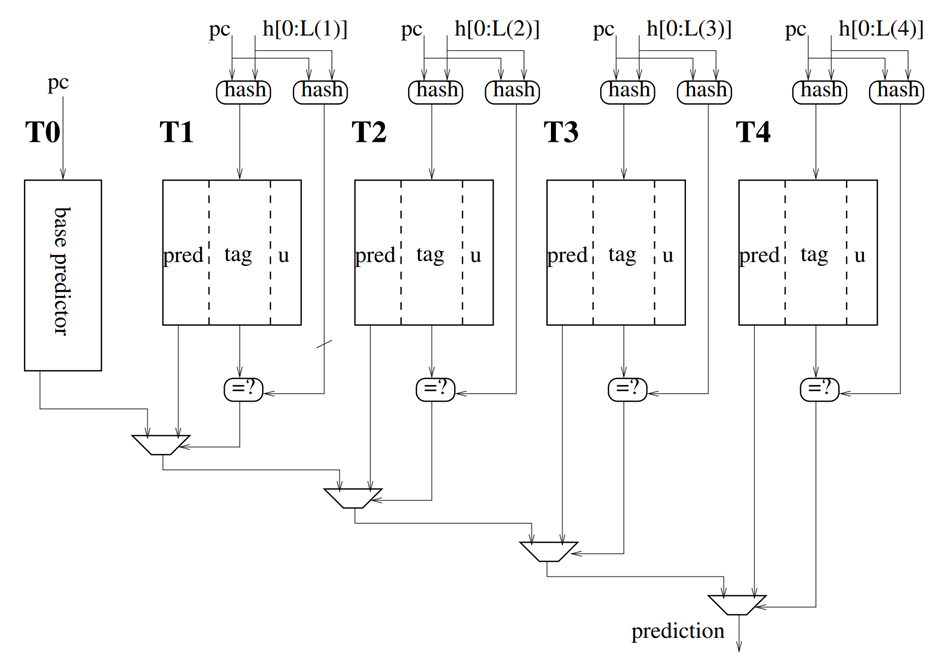 pc h[0:L(1)] pc h[0:L(2)] pc h[0:L(3)] pc h[0:L(4)]
pc hash hash hash hash hash hash hash hash
T0 T1 T2 T3 T4
base predictor
pred tag u pred tag u pred tag u pred tag u
=? =? =? =?
prediction